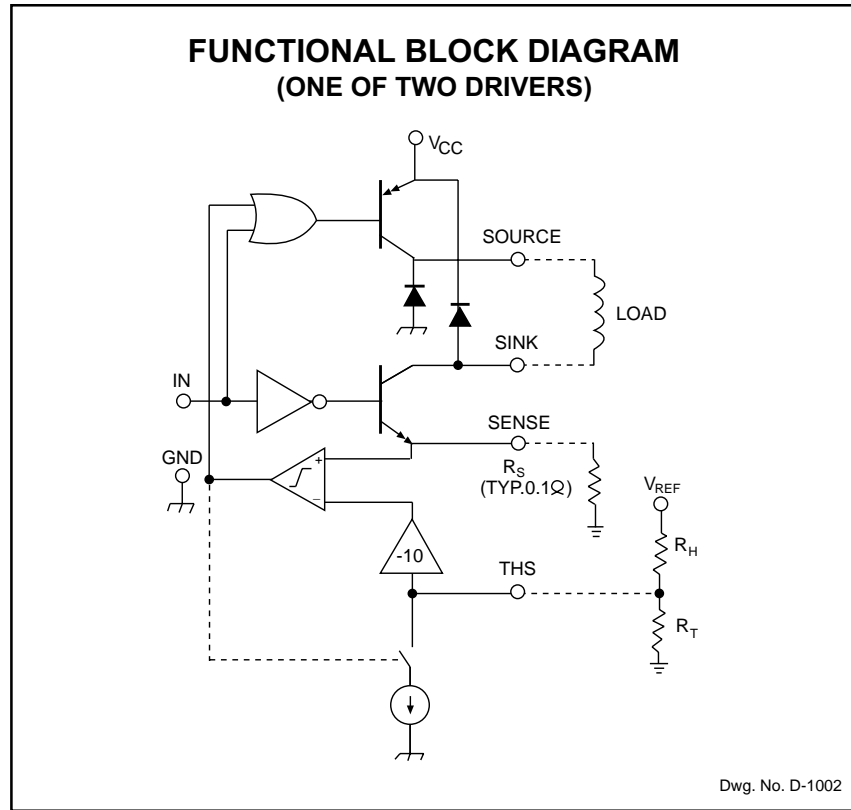 FUNCTIONAL BLOCK DIAGRAM
(ONE OF TWO DRIVERS)
VCC
SOURCE
LOAD
SINK
IN
SENSE
GND
+
RS
(TYP.0.1Ω)
–
VREF
RH
-10
THS
RT
Dwg. No. D-1002